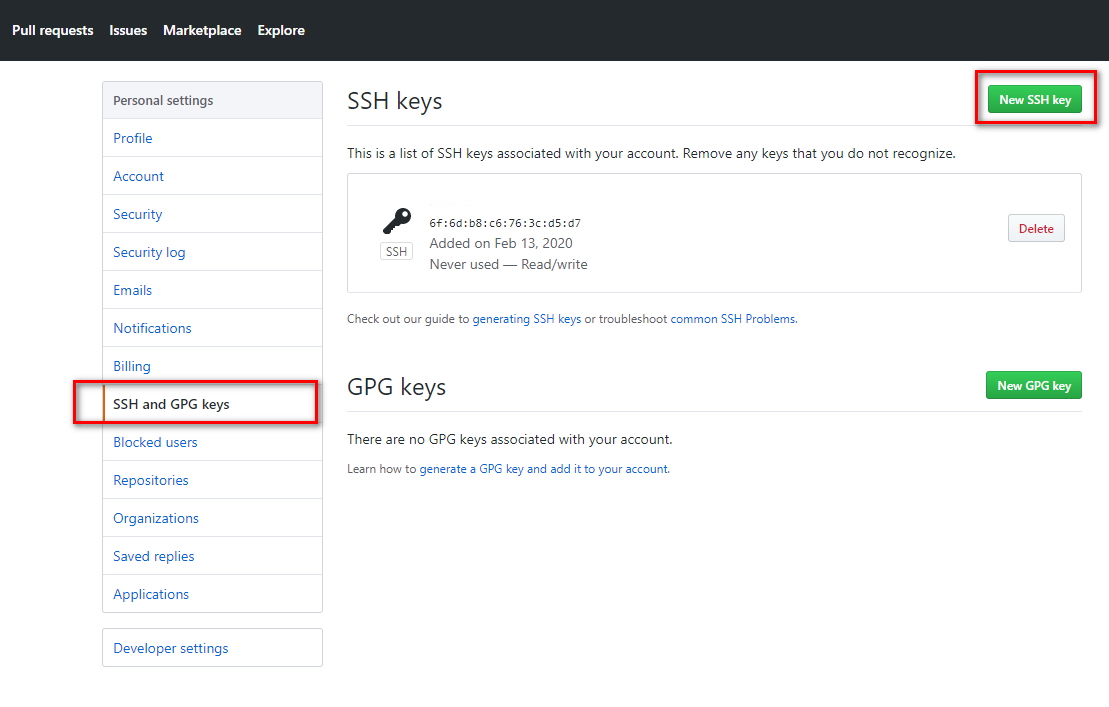 Pull requests Issues Marketplace Explore
Personal settings
Profile
Account
Security
Security log
Emails
Notifications
Billing
SSH and GPG keys
Blocked users
Repositories
Organizations
Saved replies
Applications
Developer settings
SSH keys
New SSH key
This is a list of SSH keys associated with your account. Remove any keys that you do not recognize.
SSH
6f:6d:b8:c6:76:3c:d5:d7
Added on Feb 13, 2020
Never used — Read/write
Delete
Check out our guide to generating SSH keys or troubleshoot common SSH Problems.
GPG keys
New GPG key
There are no GPG keys associated with your account.
Learn how to generate a GPG key and add it to your account.